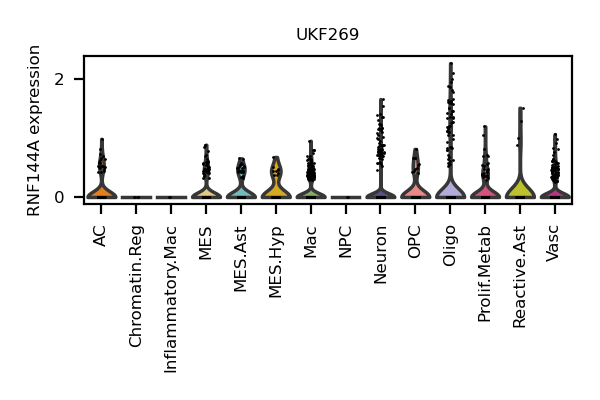 UKF269
RNF144A expression
2
0
AC
Chromatin.Reg
Inflammatory.Mac
MES
MES.Ast
MES.Hyp
Mac
NPC
Neuron
OPC
Oligo
Prolif.Metab
Reactive.Ast
Vasc